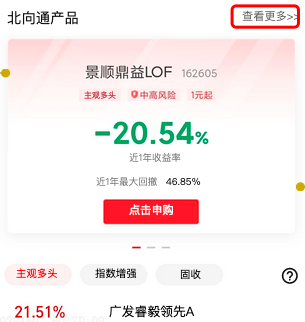 北向通产品 查看更多>>
景顺鼎益LOF 162605
主观多头 中高风险 1元起
-20.54%
近1年收益率
近1年最大回撤 46.85%
点击申购
主观多头 指数增强 固收 ?
21.51% 广发睿毅领先A